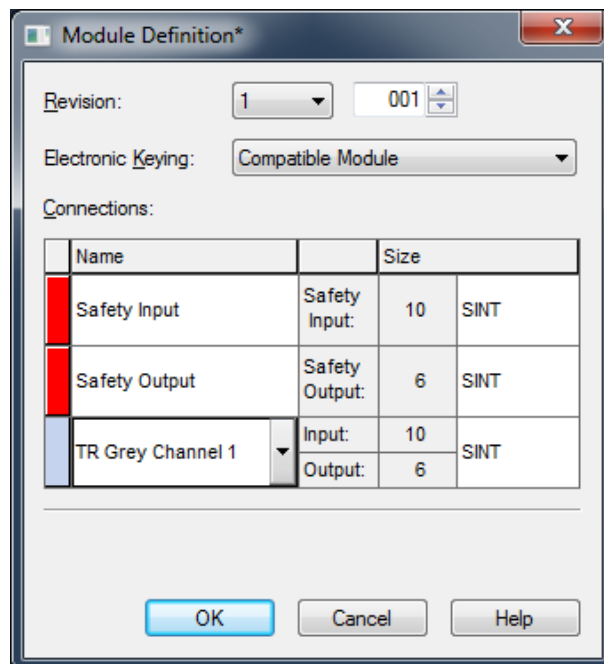 Module Definition*
Revision: 1 001
Electronic Keying: Compatible Module
Connections:
Name Size
Safety Input Safety Input: 10 SINT
Safety Output Safety Output: 6 SINT
TR Grey Channel 1 Input: 10 SINT
Output: 6
OK Cancel Help